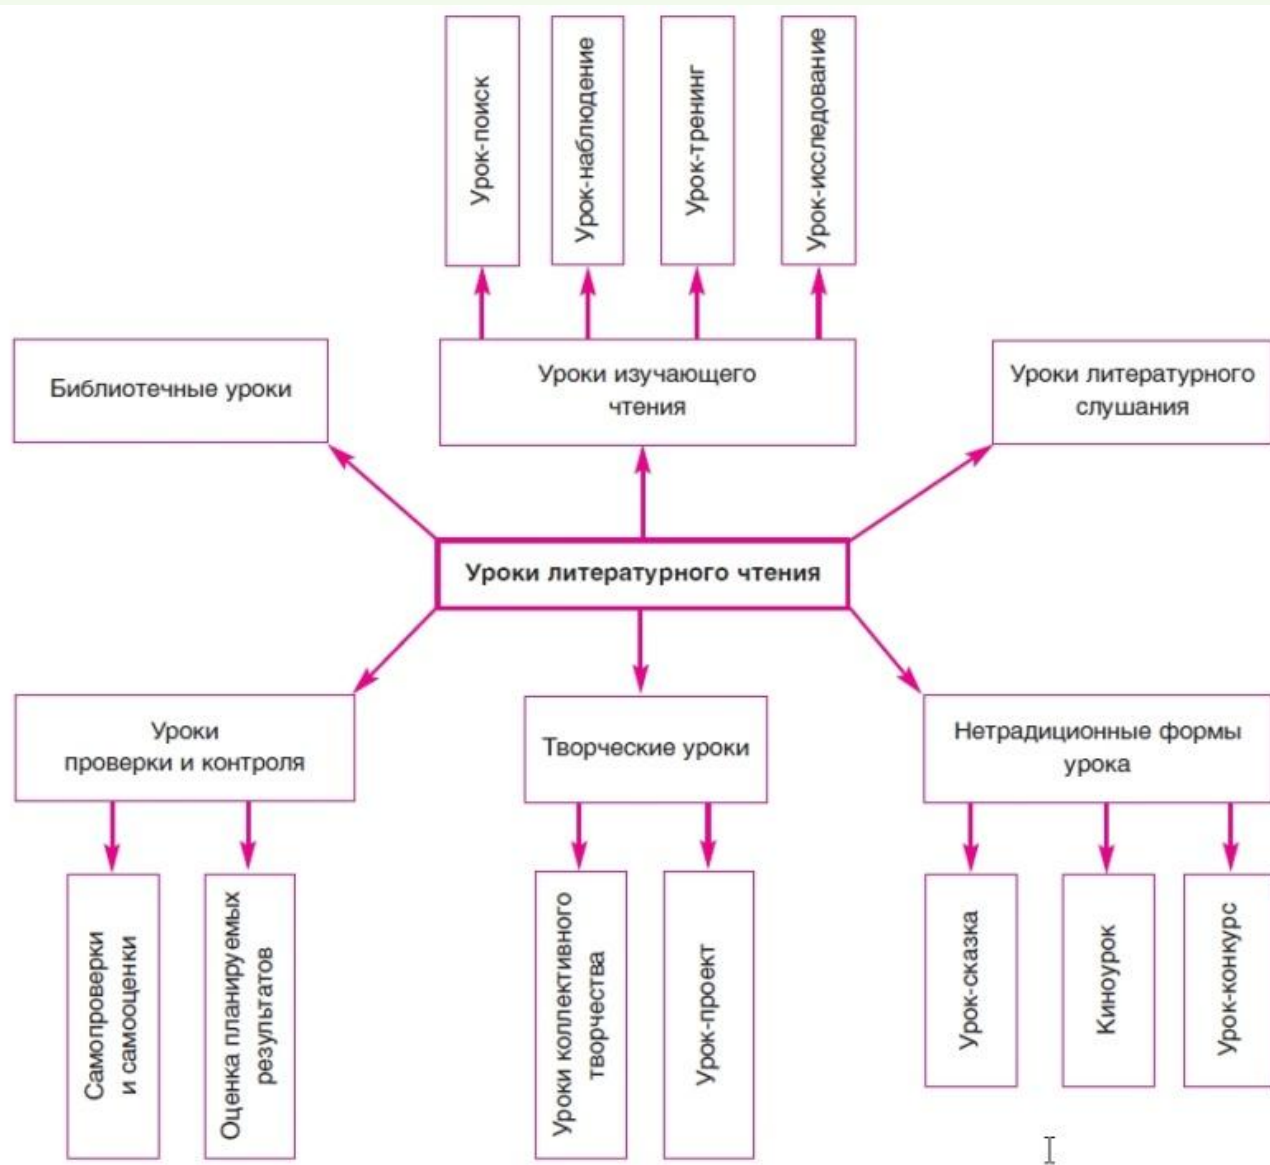 Урок-поиск
Урок-наблюдение
Урок-тренинг
Урок-исследование
Библиотечные уроки
Уроки изучающего
чтения
Уроки литературного
слушания
Уроки литературного чтения
Уроки
проверки и контроля
Творческие уроки
Нетрадиционные формы
урока
Самопроверки
и самооценки
Оценка планируемых
результатов
Уроки коллективного
творчества
Урок-проект
Урок-сказка
Киноурок
Урок-конкурс